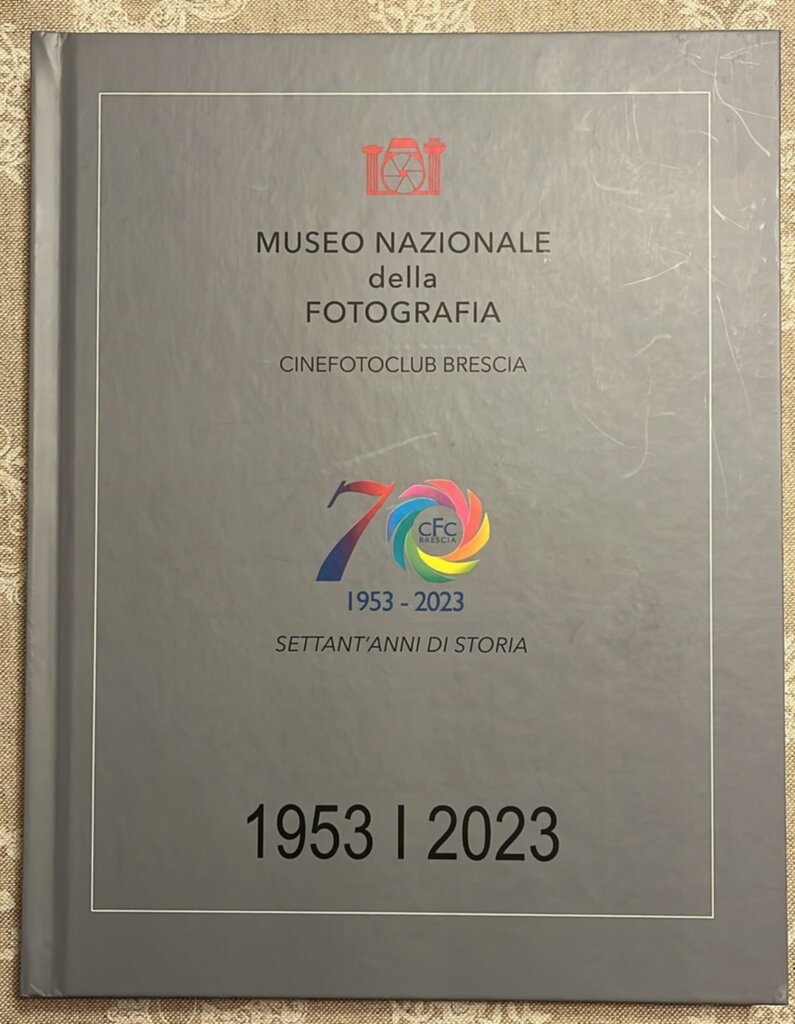 MUSEO NAZIONALE
della
FOTOGRAFIA
CINEFOTOCLUB BRESCIA
70
CFC
BRESCIA
1953 - 2023
SETTANT'ANNI DI STORIA
1953 | 2023